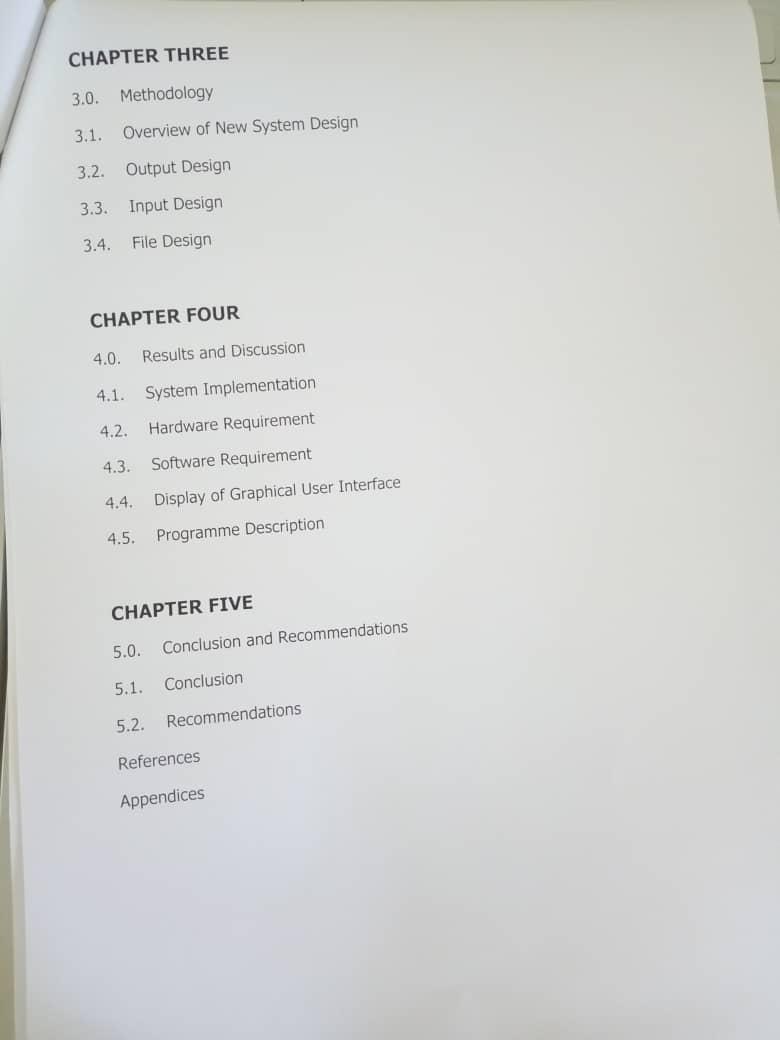 CHAPTER THREE
3.0. Methodology
3.1. Overview of New System Design
3.2. Output Design
3.3. Input Design
3.4. File Design
CHAPTER FOUR
4.0. Results and Discussion
4.1. System Implementation
4.2. Hardware Requirement
4.3. Software Requirement
4.4. Display of Graphical User Interface
4.5. Programme Description
CHAPTER FIVE
5.0. Conclusion and Recommendations
5.1. Conclusion
5.2. Recommendations
References
Appendices